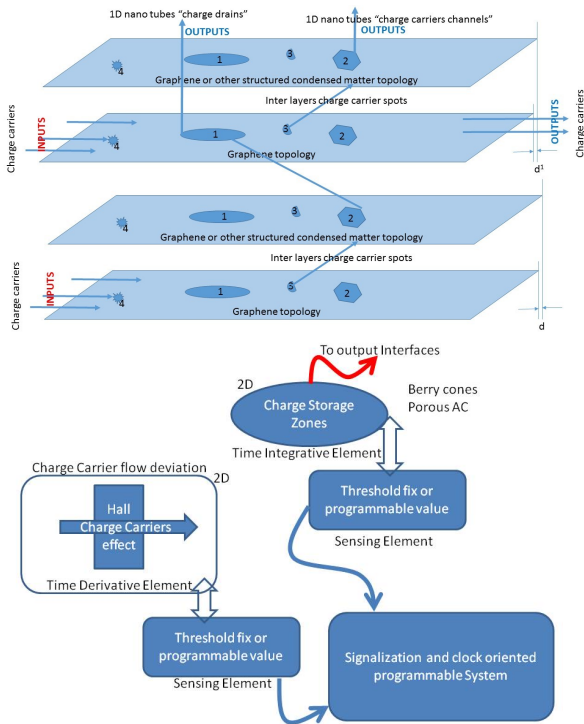 1D nano tubes “charge drains”
1D nano tubes “charge carriers channels”
OUTPUTS
OUTPUTS
4
1
3
2
Graphene or other structured condensed matter topology
Inter layers charge carrier spots
Charge carriers
INPUTS
4
1
3
2
Graphene topology
OUTPUTS
Charge carriers
d¹
4
1
3
2
Graphene or other structured condensed matter topology
Inter layers charge carrier spots
Charge carriers
INPUTS
4
1
3
2
Graphene topology
d
To output Interfaces
2D
Charge Storage
Zones
Berry cones
Porous AC
Time Integrative Element
Threshold fix or
programmable value
Sensing Element
Charge Carrier flow deviation
2D
Hall
Charge Carriers
effect
Time Derivative Element
Threshold fix or
programmable value
Sensing Element
Signalization and clock oriented
programmable System